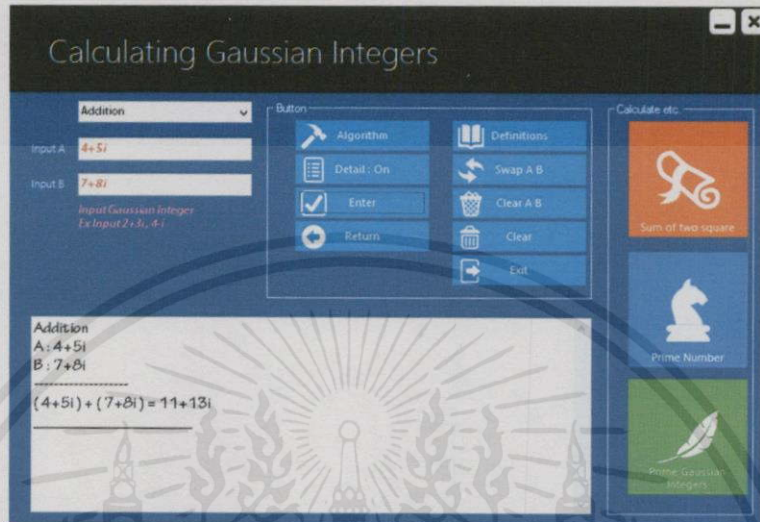 Calculating Gaussian Integers
Addition
Input A 4+5i
Input B 7+8i
Input Gaussian integer
Ex Input 2+3i, 4-i
Button
Algorithm
Detail : On
Enter
Return
Definitions
Swap A B
Clear A B
Clear
Exit
Calculate etc.
Sum of two square
Prime Number
Prime Gaussian
Integers
Addition
A : 4+5i
B : 7+8i
--------------------
(4+5i)+(7+8i)= 11+13i